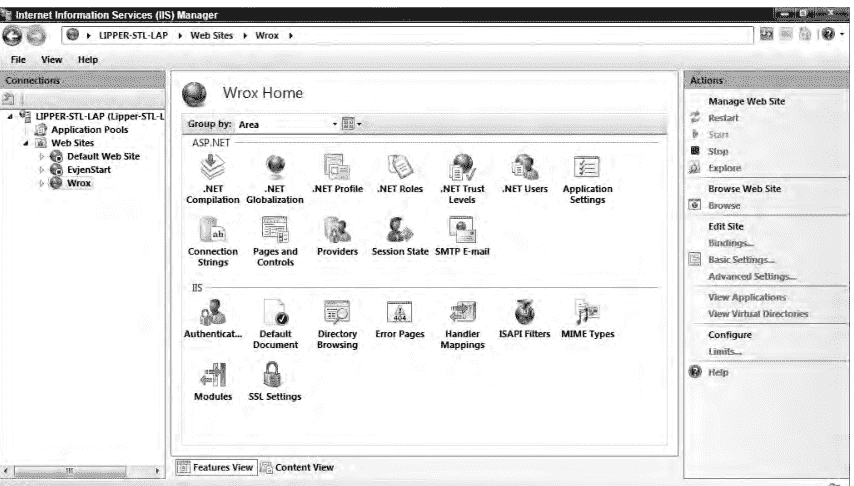 Internet Information Services (IIS) Manager
LIPPER-STL-LAP Web Sites Wrox
File View Help
Connections
LIPPER-STL-LAP (Lipper-STL-L
Application Pools
Web Sites
Default Web Site
EvjenStart
Wrox
Wrox Home
Group by: Area
ASP.NET
.NET Compilation
.NET Globalization
.NET Profile
.NET Roles
.NET Trust Levels
.NET Users
Application Settings
Connection Strings
Pages and Controls
Providers
Session State
SMTP E-mail
IIS
Authenticat...
Default Document
Directory Browsing
Error Pages
Handler Mappings
ISAPI Filters
MIME Types
Modules
SSL Settings
Features View
Content View
Actions
Manage Web Site
Restart
Start
Stop
Explore
Browse Web Site
Browse
Edit Site
Bindings...
Basic Settings...
Advanced Settings...
View Applications
View Virtual Directories
Configure
Limits...
Help